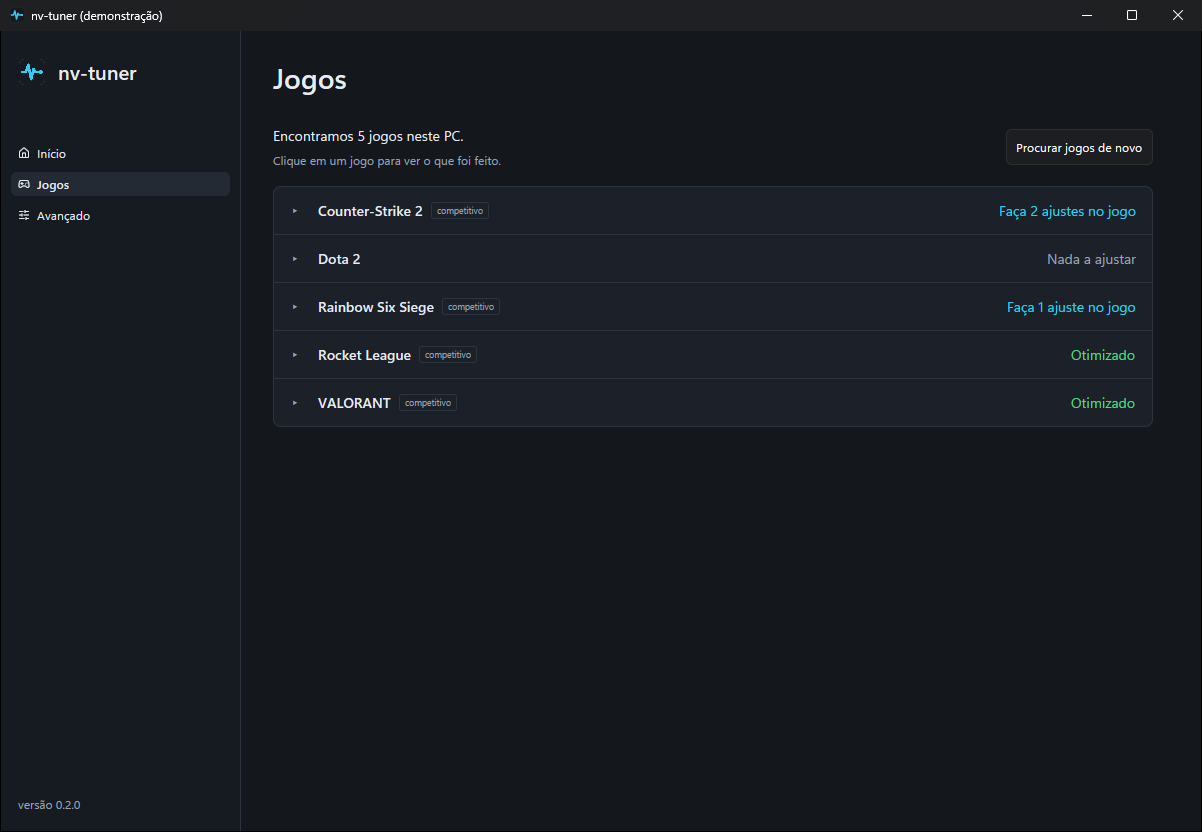 nv-tuner (demonstração)
nv-tuner
Início
Jogos
Avançado
versão 0.2.0
Jogos
Encontramos 5 jogos neste PC.
Clique em um jogo para ver o que foi feito.
Procurar jogos de novo
Counter-Strike 2 competitivo Faça 2 ajustes no jogo
Dota 2 Nada a ajustar
Rainbow Six Siege competitivo Faça 1 ajuste no jogo
Rocket League competitivo Otimizado
VALORANT competitivo Otimizado